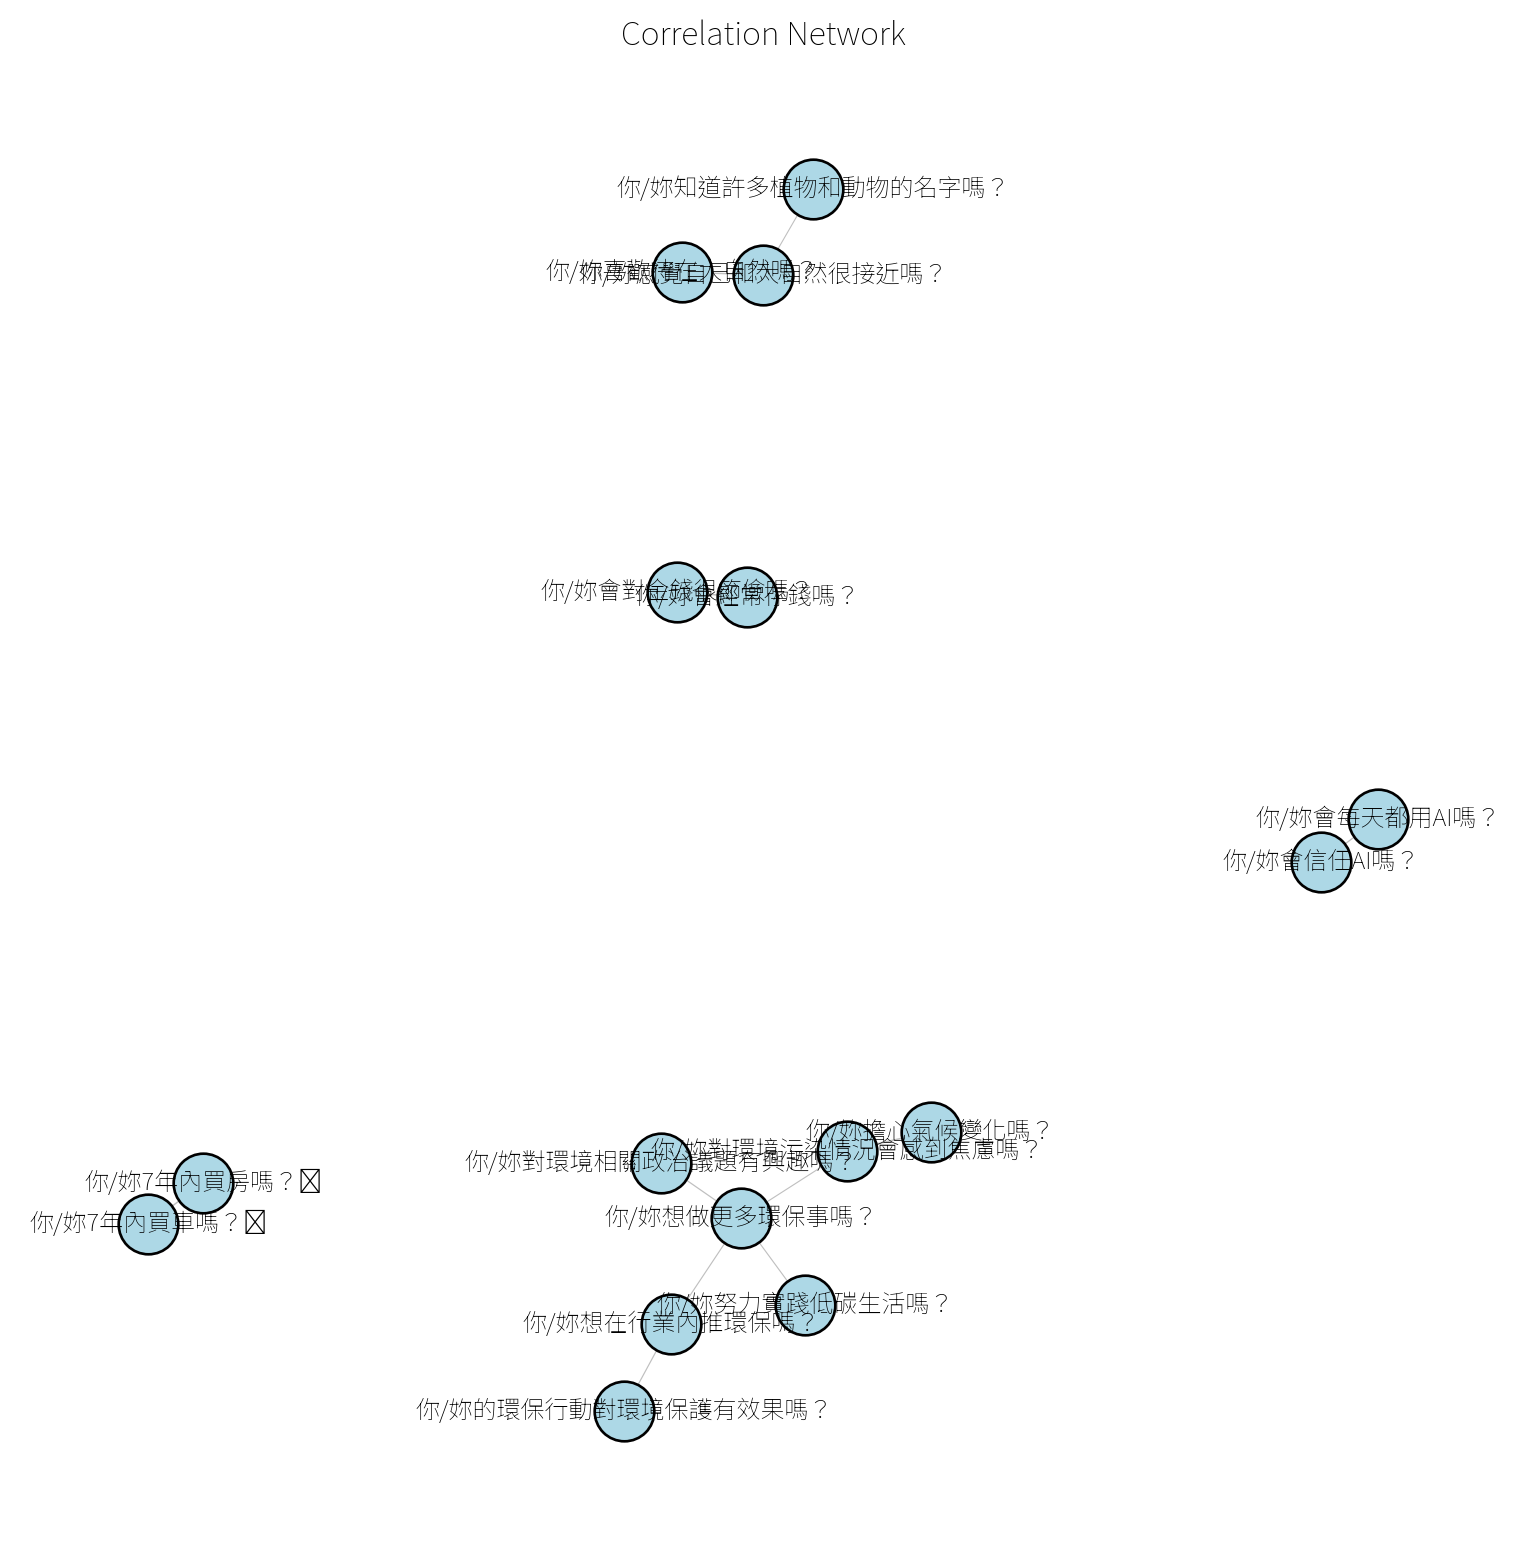 Correlation Network
你/妳知道許多植物和動物的名字嗎？
你/妳喜歡待在大自然嗎？
你/妳感覺自己和大自然很接近嗎？
你/妳會對金錢很節儉嗎？
你/妳會經常存錢嗎？
你/妳會每天都用AI嗎？
你/妳會信任AI嗎？
你/妳擔心氣候變化嗎？
你/妳對環境污染情況會感到焦慮嗎？
你/妳對環境相關政治議題有興趣嗎？
你/妳7年內買房嗎？
你/妳想做更多環保事嗎？
你/妳7年內買車嗎？
你/妳努力實踐低碳生活嗎？
你/妳想在行業內推環保嗎？
你/妳的環保行動對環境保護有效果嗎？